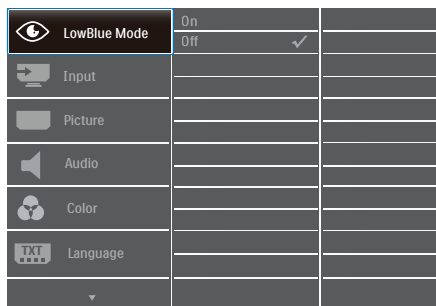 LowBlue Mode
On
Off
Input
Picture
Audio
Color
TXT
Language